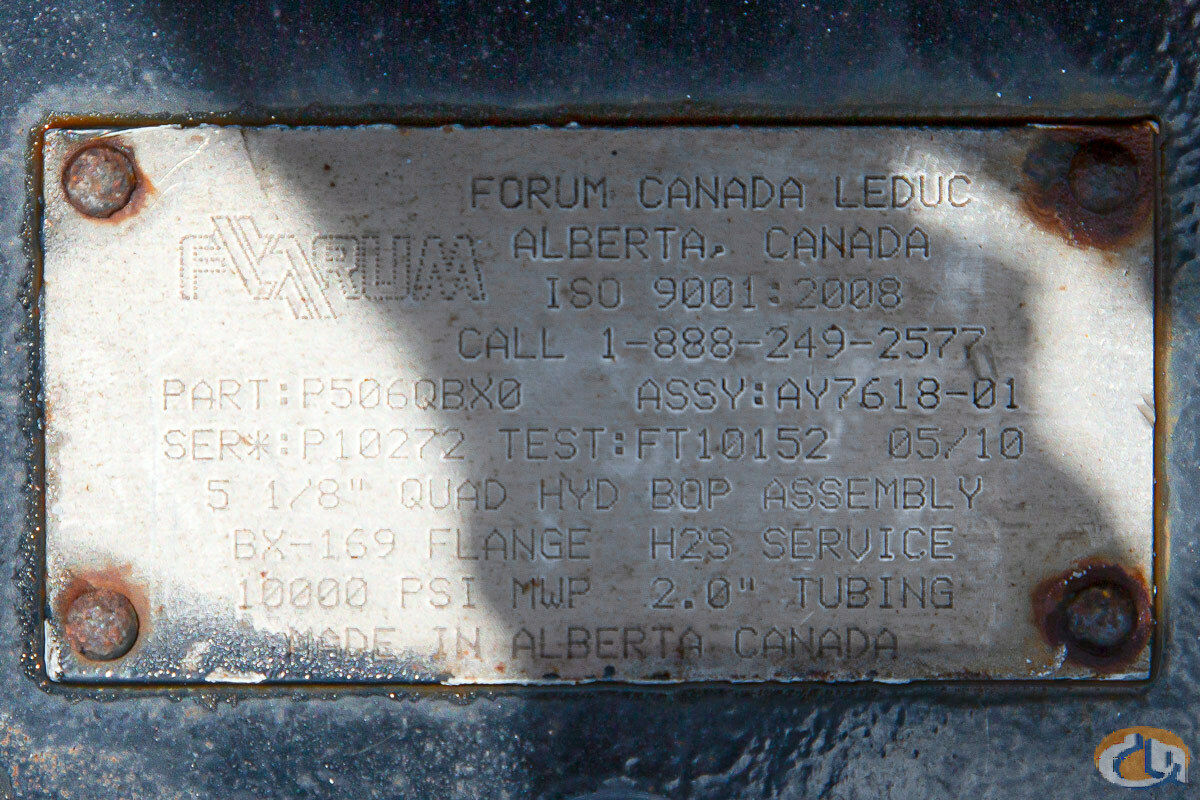 FORUM CANADA LEDUC
FORUM
ALBERTA, CANADA
ISO 9001:2008
CALL 1-888-249-2577
PART:P506QBX0 ASSY:AY7618-01
SER*:P10272 TEST:FT10152 05/10
5 1/8" QUAD HYD BOP ASSEMBLY
BX-169 FLANGE H2S SERVICE
10000 PSI MWP 2.0" TUBING
MADE IN ALBERTA CANADA